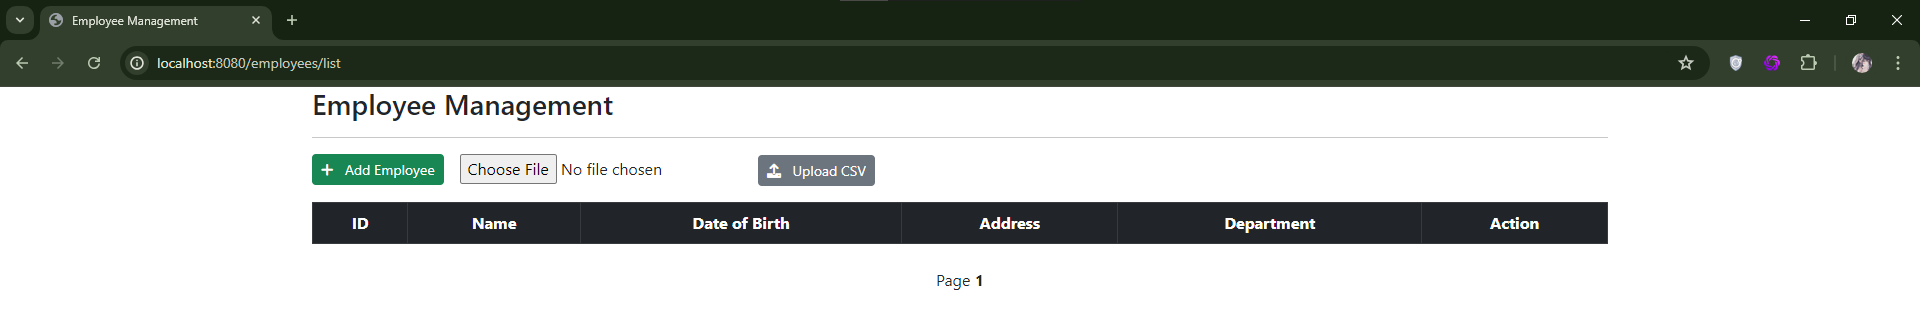 Employee Management
localhost:8080/employees/list
Employee Management
Add Employee Choose File No file chosen Upload CSV
ID Name Date of Birth Address Department Action
Page 1